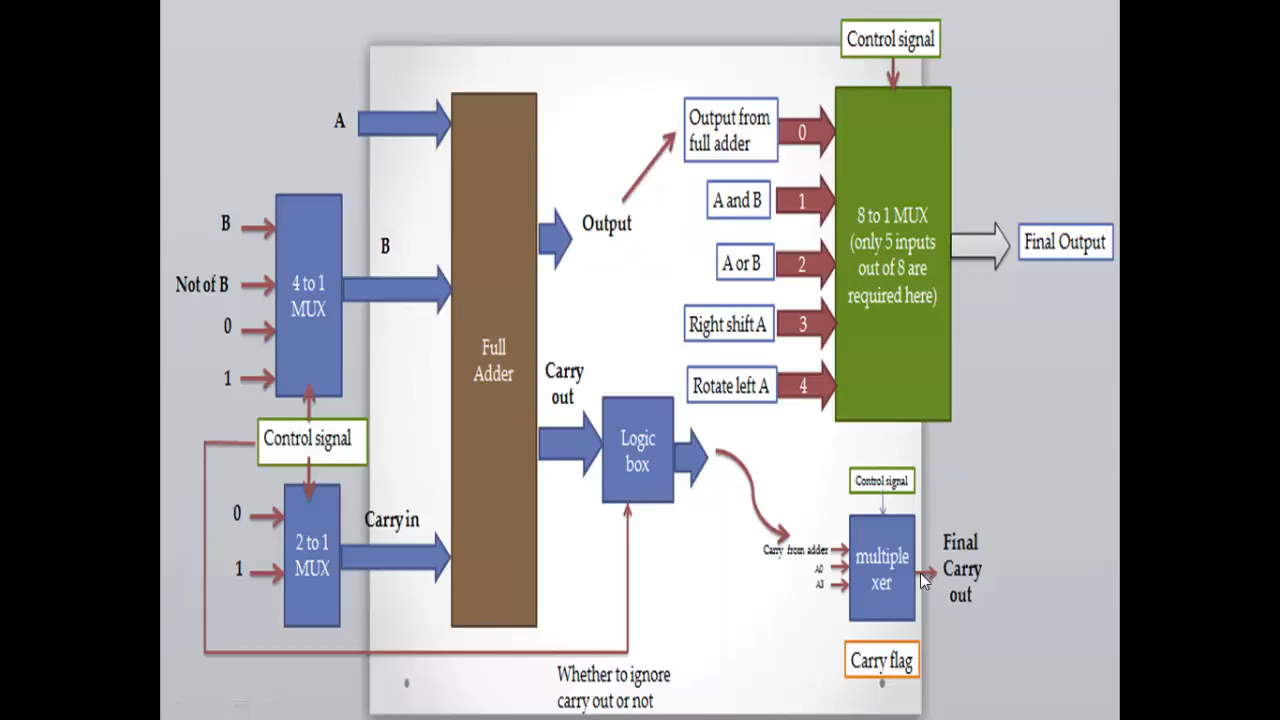 Control signal
A
Output from
full adder
0
A and B
1
8 to 1 MUX
(only 5 inputs
out of 8 are
required here)
B
B
Output
Final Output
A or B
2
Not of B
4 to 1
MUX
0
Right shift A
3
Full
Adder
1
Carry
out
Rotate left A
4
Control signal
Logic
box
Control signal
0
Carry in
2 to 1
MUX
1
Carry from adder
A0
A3
multiple
xer
Final
Carry
out
Whether to ignore
carry out or not
Carry flag